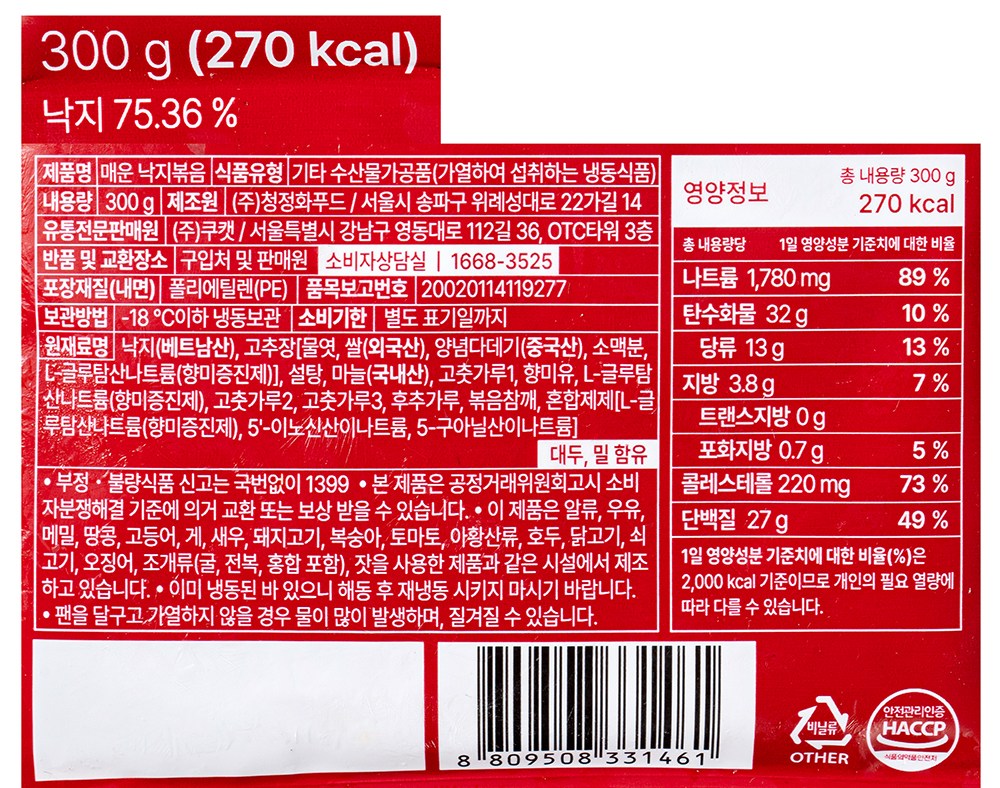 300 g (270 kcal)
낙지 75.36 %
제품명 매운 낙지볶음 식품유형 기타 수산물가공품(가열하여 섭취하는 냉동식품)
내용량 300 g 제조원 (주)청정화푸드 / 서울시 송파구 위례성대로 22가길 14
유통전문판매원 (주)쿠캣 / 서울특별시 강남구 영동대로 112길 36, OTC타워 3층
반품 및 교환장소 구입처 및 판매원 소비자상담실 | 1668-3525
포장재질(내면) 폴리에틸렌(PE) 품목보고번호 20020114119277
보관방법 -18 ℃이하 냉동보관 소비기한 별도 표기일까지
원재료명 낙지(베트남산), 고추장[물엿, 쌀(외국산), 양념다데기(중국산), 소맥분,
L-글루탐산나트륨(향미증진제)], 설탕, 마늘(국내산), 고춧가루1, 향미유, L-글루탐
산나트륨(향미증진제), 고춧가루2, 고춧가루3, 후추가루, 볶음참깨, 혼합제제[L-글
루탐산나트륨(향미증진제), 5'-이노신산이나트륨, 5-구아닐산이나트륨]
대두, 밀 함유
• 부정 · 불량식품 신고는 국번없이 1399 • 본 제품은 공정거래위원회고시 소비
자분쟁해결 기준에 의거 교환 또는 보상 받을 수 있습니다. • 이 제품은 알류, 우유,
메밀, 땅콩, 고등어, 게, 새우, 돼지고기, 복숭아, 토마토, 아황산류, 호두, 닭고기, 쇠
고기, 오징어, 조개류(굴, 전복, 홍합 포함), 잣을 사용한 제품과 같은 시설에서 제조
하고 있습니다. • 이미 냉동된 바 있으니 해동 후 재냉동 시키지 마시기 바랍니다.
• 팬을 달구고 가열하지 않을 경우 물이 많이 발생하며, 질겨질 수 있습니다.
영양정보 총 내용량 300 g
270 kcal
총 내용량당 1일 영양성분 기준치에 대한 비율
나트륨 1,780 mg 89 %
탄수화물 32 g 10 %
당류 13 g 13 %
지방 3.8 g 7 %
트랜스지방 0 g
포화지방 0.7 g 5 %
콜레스테롤 220 mg 73 %
단백질 27 g 49 %
1일 영양성분 기준치에 대한 비율(%)은
2,000 kcal 기준이므로 개인의 필요 열량에
따라 다를 수 있습니다.
8 809508 331461
비닐류
OTHER
안전관리인증
HACCP
식품의약품안전처